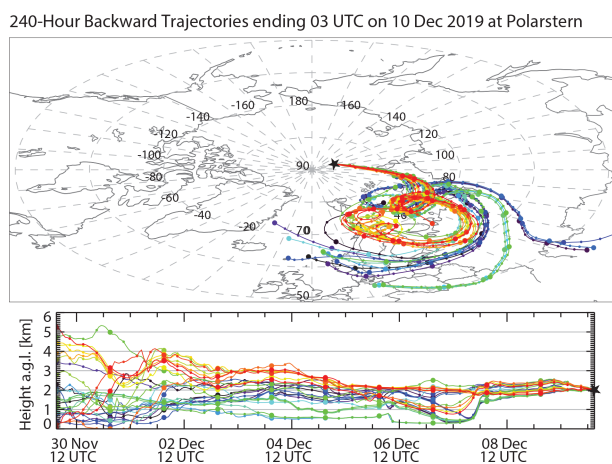 240-Hour Backward Trajectories ending 03 UTC on 10 Dec 2019 at Polarstern
180
-160
-160
-140
140
-120
120
-100
100
-80
80
90
-60
-40
40
-20
70
50
6
5
4
3
2
1
0
Height a.g.l. [km]
30 Nov
12 UTC
02 Dec
12 UTC
04 Dec
12 UTC
06 Dec
12 UTC
08 Dec
12 UTC